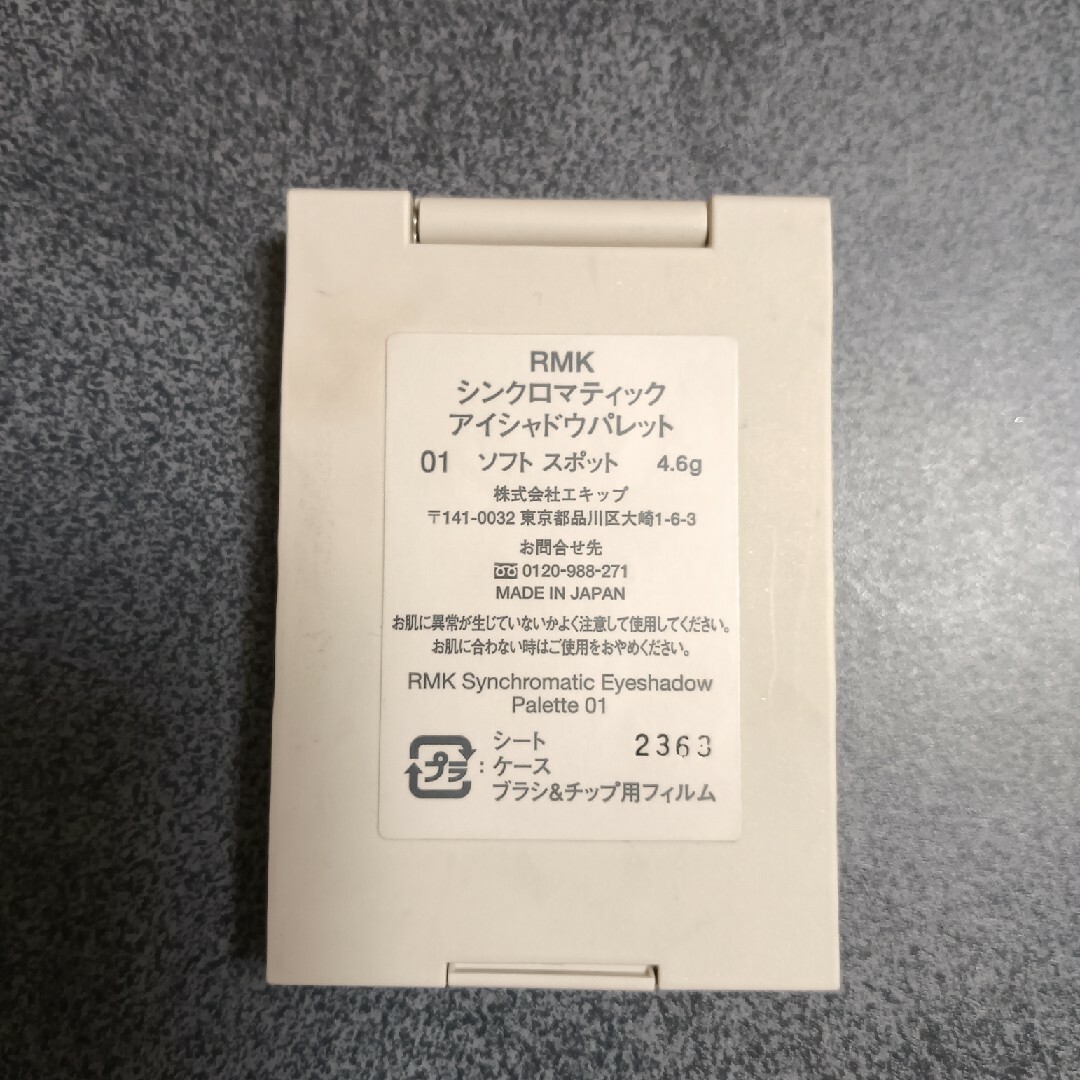 RMK
シンクロマティック
アイシャドウパレット
01 ソフト スポット 4.6g
株式会社エキップ
〒141-0032 東京都品川区大崎1-6-3
お問合せ先
0120-988-271
MADE IN JAPAN
お肌に異常が生じていないかよく注意して使用してください。
お肌に合わない時はご使用をおやめください。
RMK Synchromatic Eyeshadow
Palette 01
シート 2363
プラ : ケース
ブラシ&チップ用フィルム